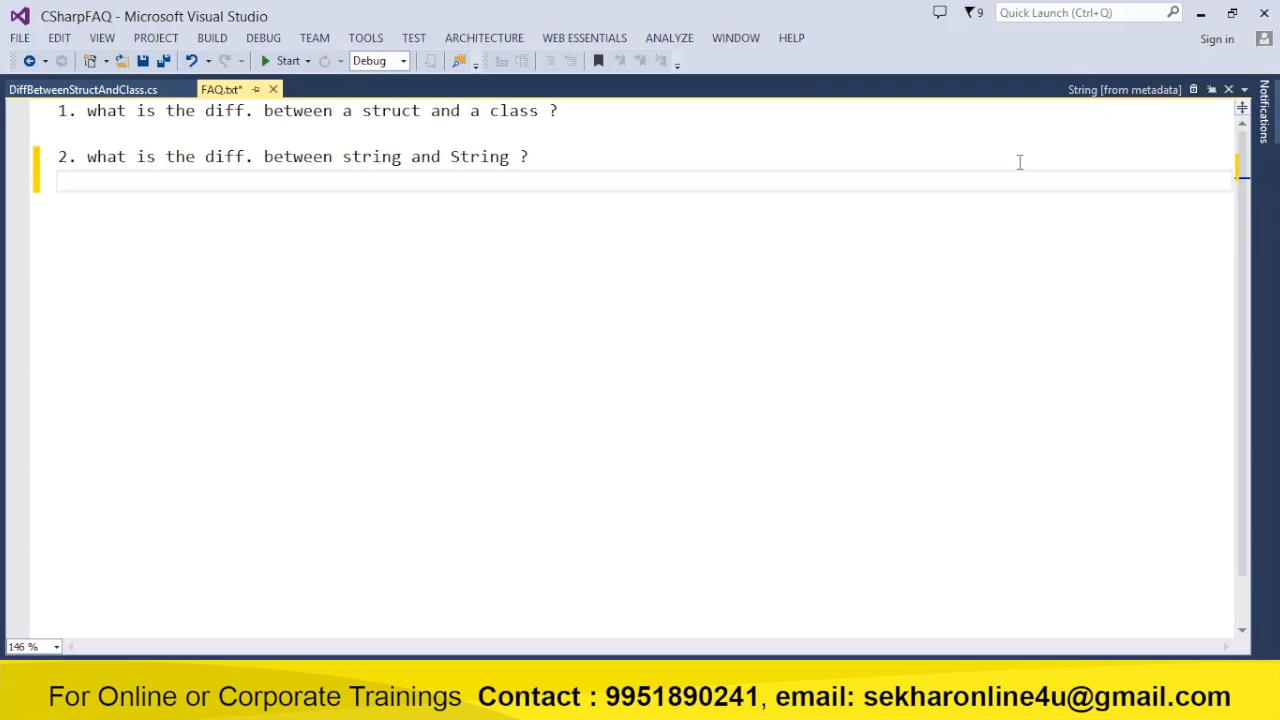 CSharpFAQ - Microsoft Visual Studio
9
Quick Launch (Ctrl+Q)
FILE EDIT VIEW PROJECT BUILD DEBUG TEAM TOOLS TEST ARCHITECTURE WEB ESSENTIALS ANALYZE WINDOW HELP
Sign in
Start Debug
DiffBetweenStructAndClass.cs FAQ.txt* String [from metadata]
Notifications
1. what is the diff. between a struct and a class ?
2. what is the diff. between string and String ?
146 %
For Online or Corporate Trainings Contact : 9951890241, email: sekharonline4u@gmail.com